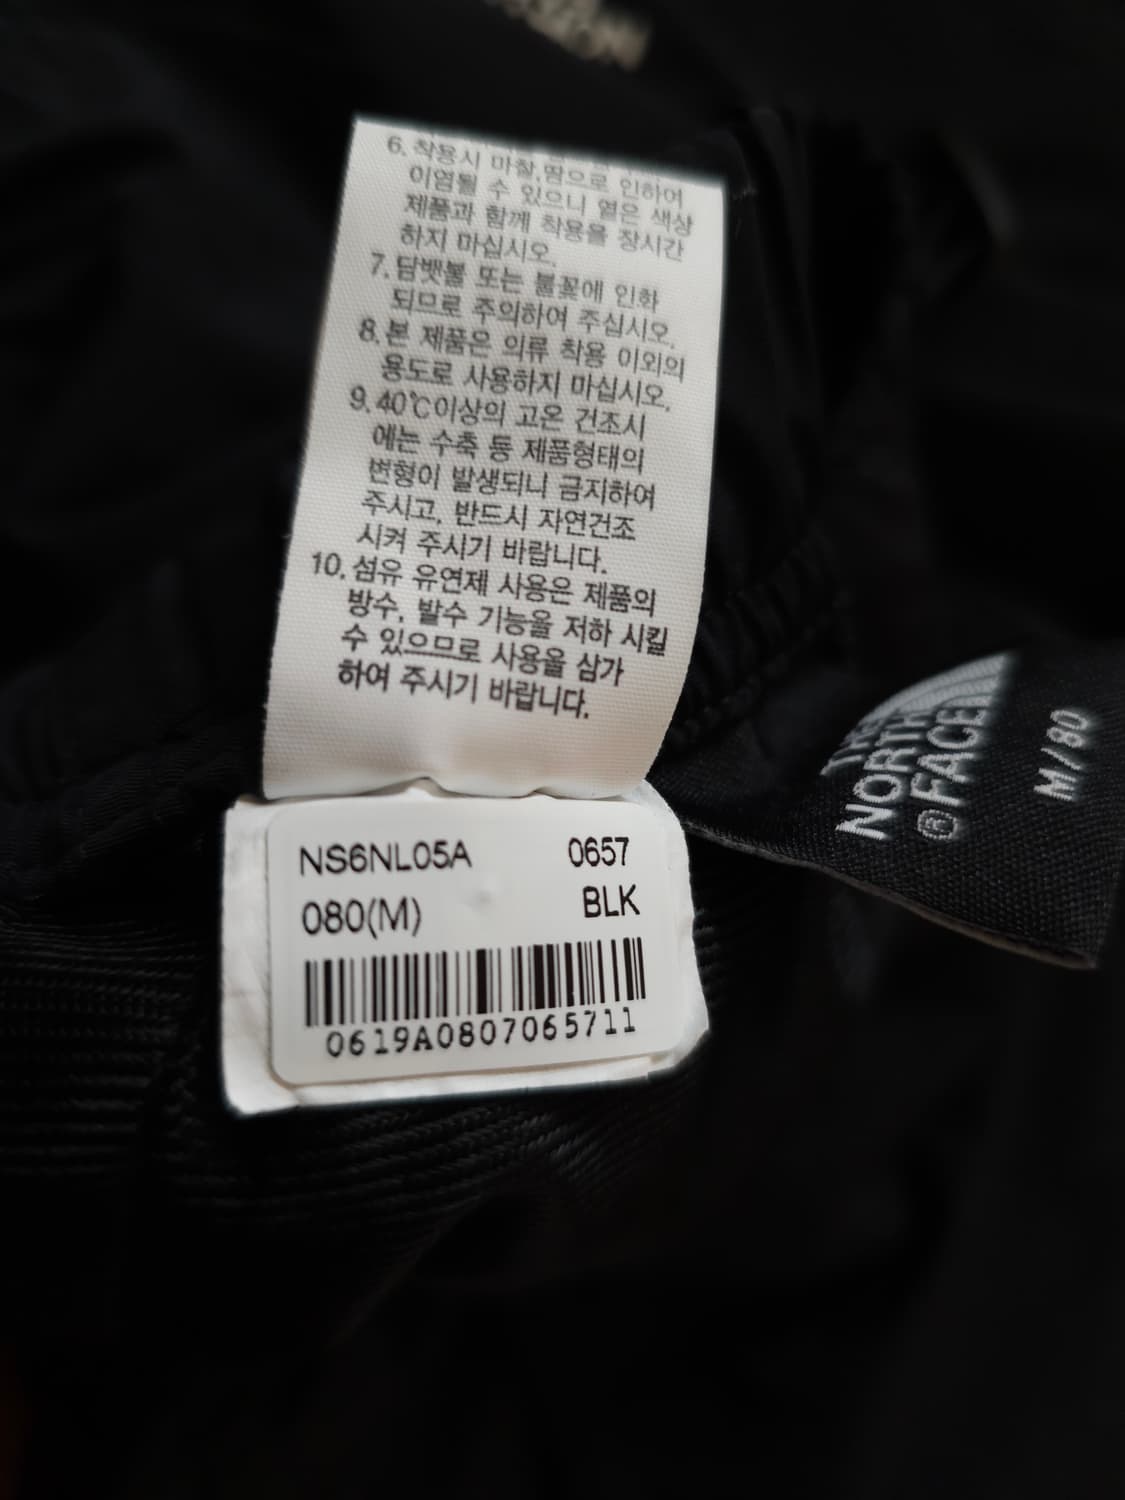 6. 착용시 마찰, 땀으로 인하여
이염될 수 있으니 옅은 색상
제품과 함께 착용을 장시간
하지 마십시오.
7. 담뱃불 또는 불꽃에 인화
되므로 주의하여 주십시오.
8. 본 제품은 의류 착용 이외의
용도로 사용하지 마십시오.
9. 40℃이상의 고온 건조시
에는 수축 등 제품형태의
변형이 발생되니 금지하여
주시고, 반드시 자연건조
시켜 주시기 바랍니다.
10. 섬유 유연제 사용은 제품의
방수, 발수 기능을 저하 시킬
수 있으므로 사용을 삼가
하여 주시기 바랍니다.
NS6NL05A 0657
080(M) BLK
0619A0807065711
THE
NORTH
FACE®
M/80